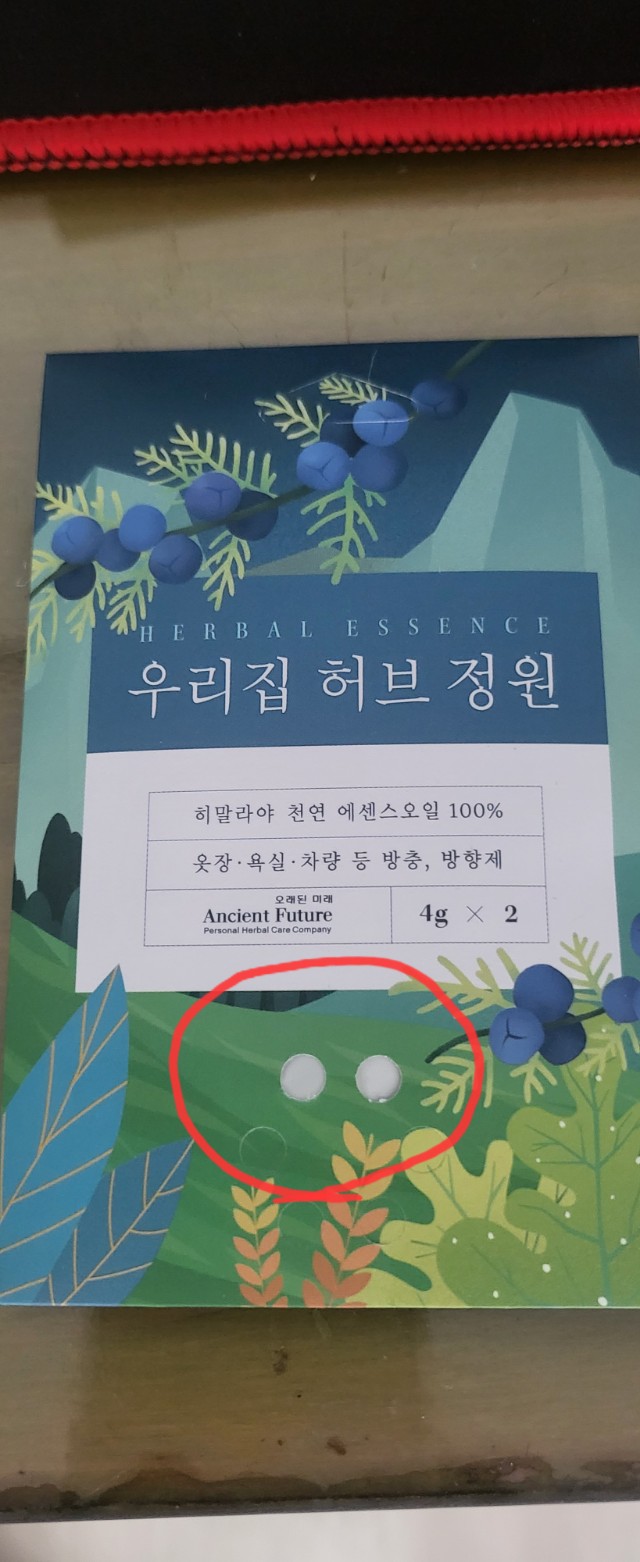 HERBAL ESSENCE
우리집 허브 정원
히말라야 천연 에센스오일 100%
옷장·욕실·차량 등 방충, 방향제
오래된 미래
Ancient Future
Personal Herbal Care Company
4g × 2